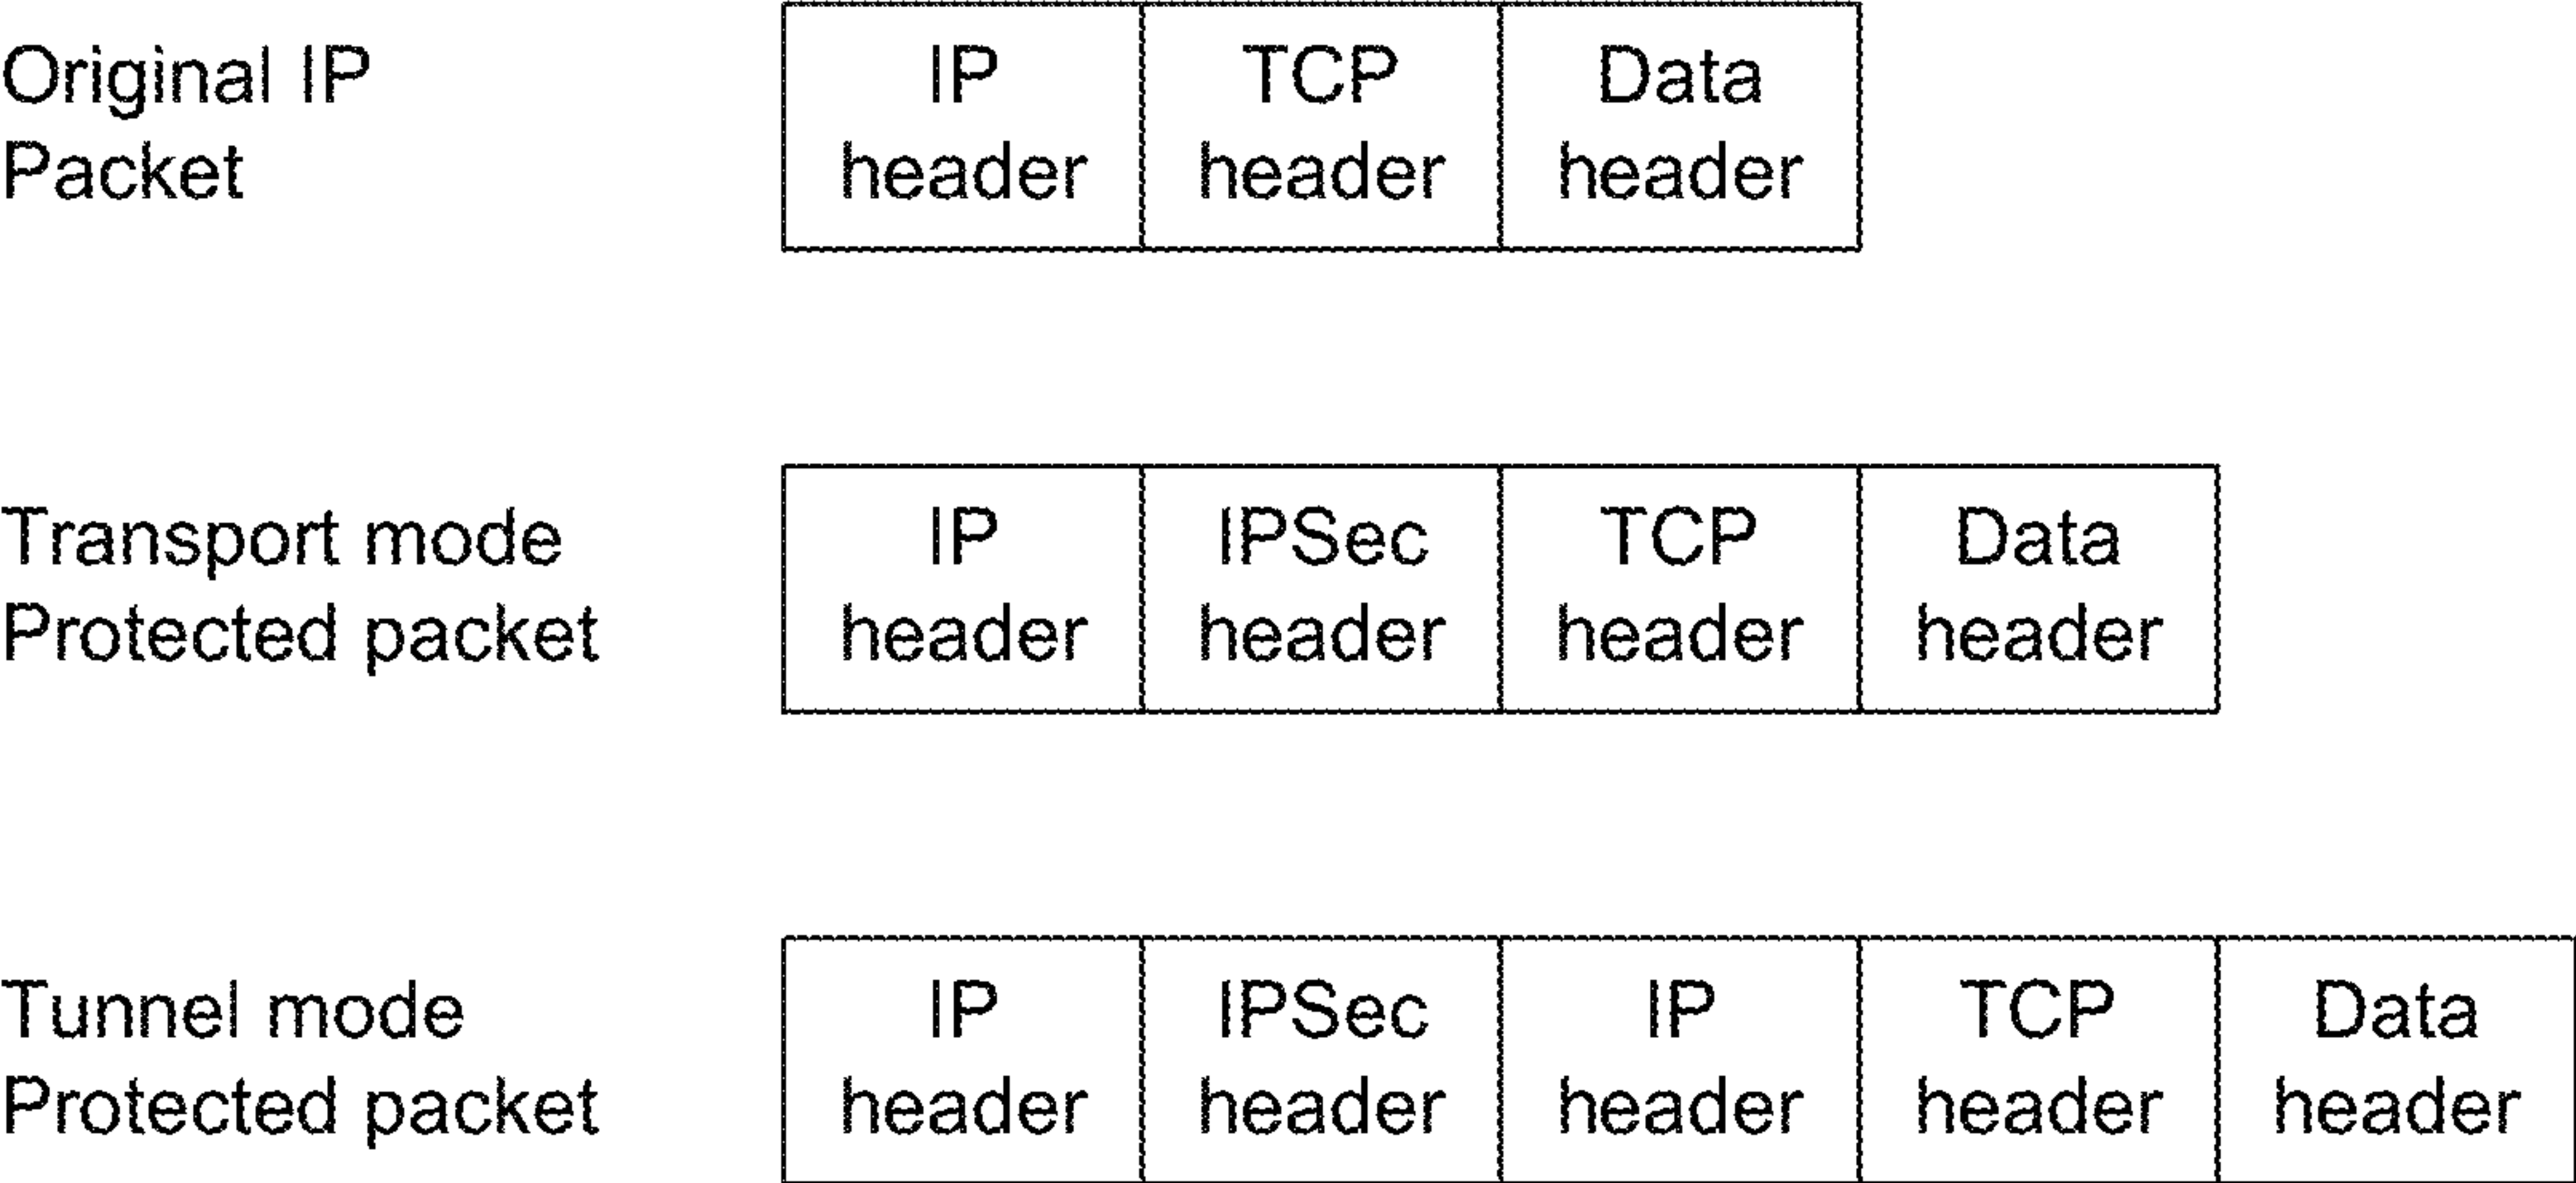 Original IP
Packet
IP
header
TCP
header
Data
header
Transport mode
Protected packet
IP
header
IPSec
header
TCP
header
Data
header
Tunnel mode
Protected packet
IP
header
IPSec
header
IP
header
TCP
header
Data
header